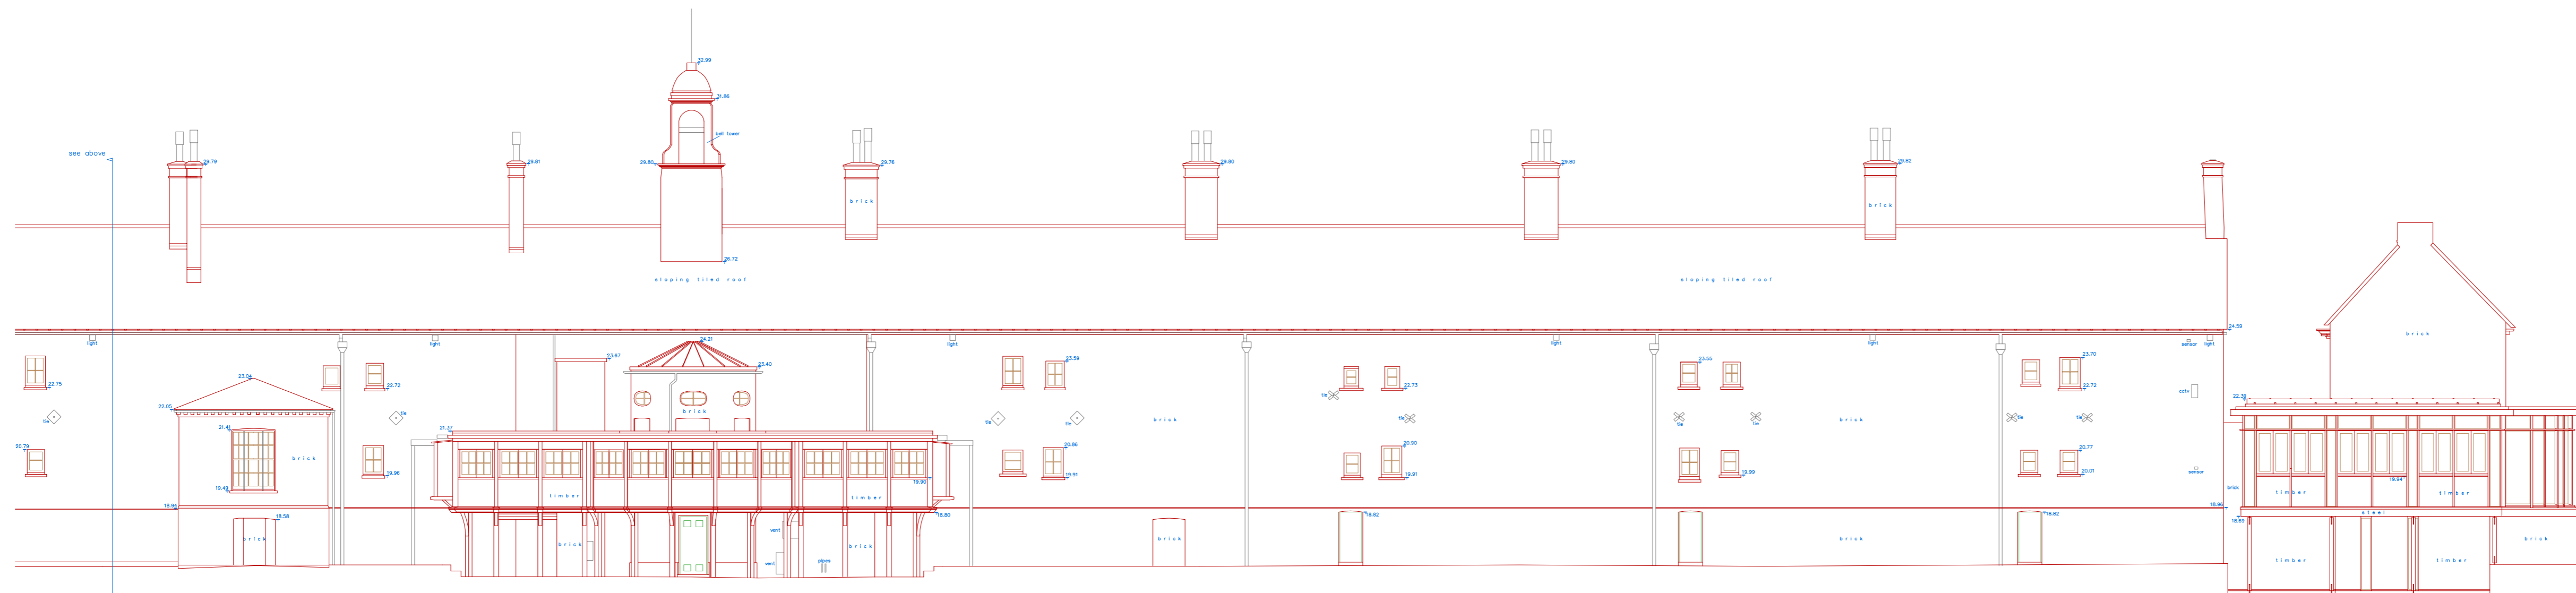 32.99
31.86
bell tower
see above
29.79
29.81
29.80
29.76
29.80
29.80
29.82
brick
brick
26.72
sloping tiled roof
sloping tiled roof
24.59
brick
light
light
24.21
light
light
light
sensor
light
23.67
23.59
23.55
23.70
23.40
23.04
22.75
22.72
22.73
22.72
cctv
tile
22.39
22.05
tile
brick
tile
tile
brick
tile
tile
tile
tile
brick
tile
tile
21.41
21.37
20.79
brick
20.86
20.80
20.77
19.96
19.91
19.91
19.99
20.01
sensor
19.49
19.90
19.94
brick
timber
timber
timber
timber
18.94
18.96
18.58
18.80
18.82
18.82
steel
18.69
vent
brick
brick
brick
brick
brick
brick
vent
pipes
timber
timber